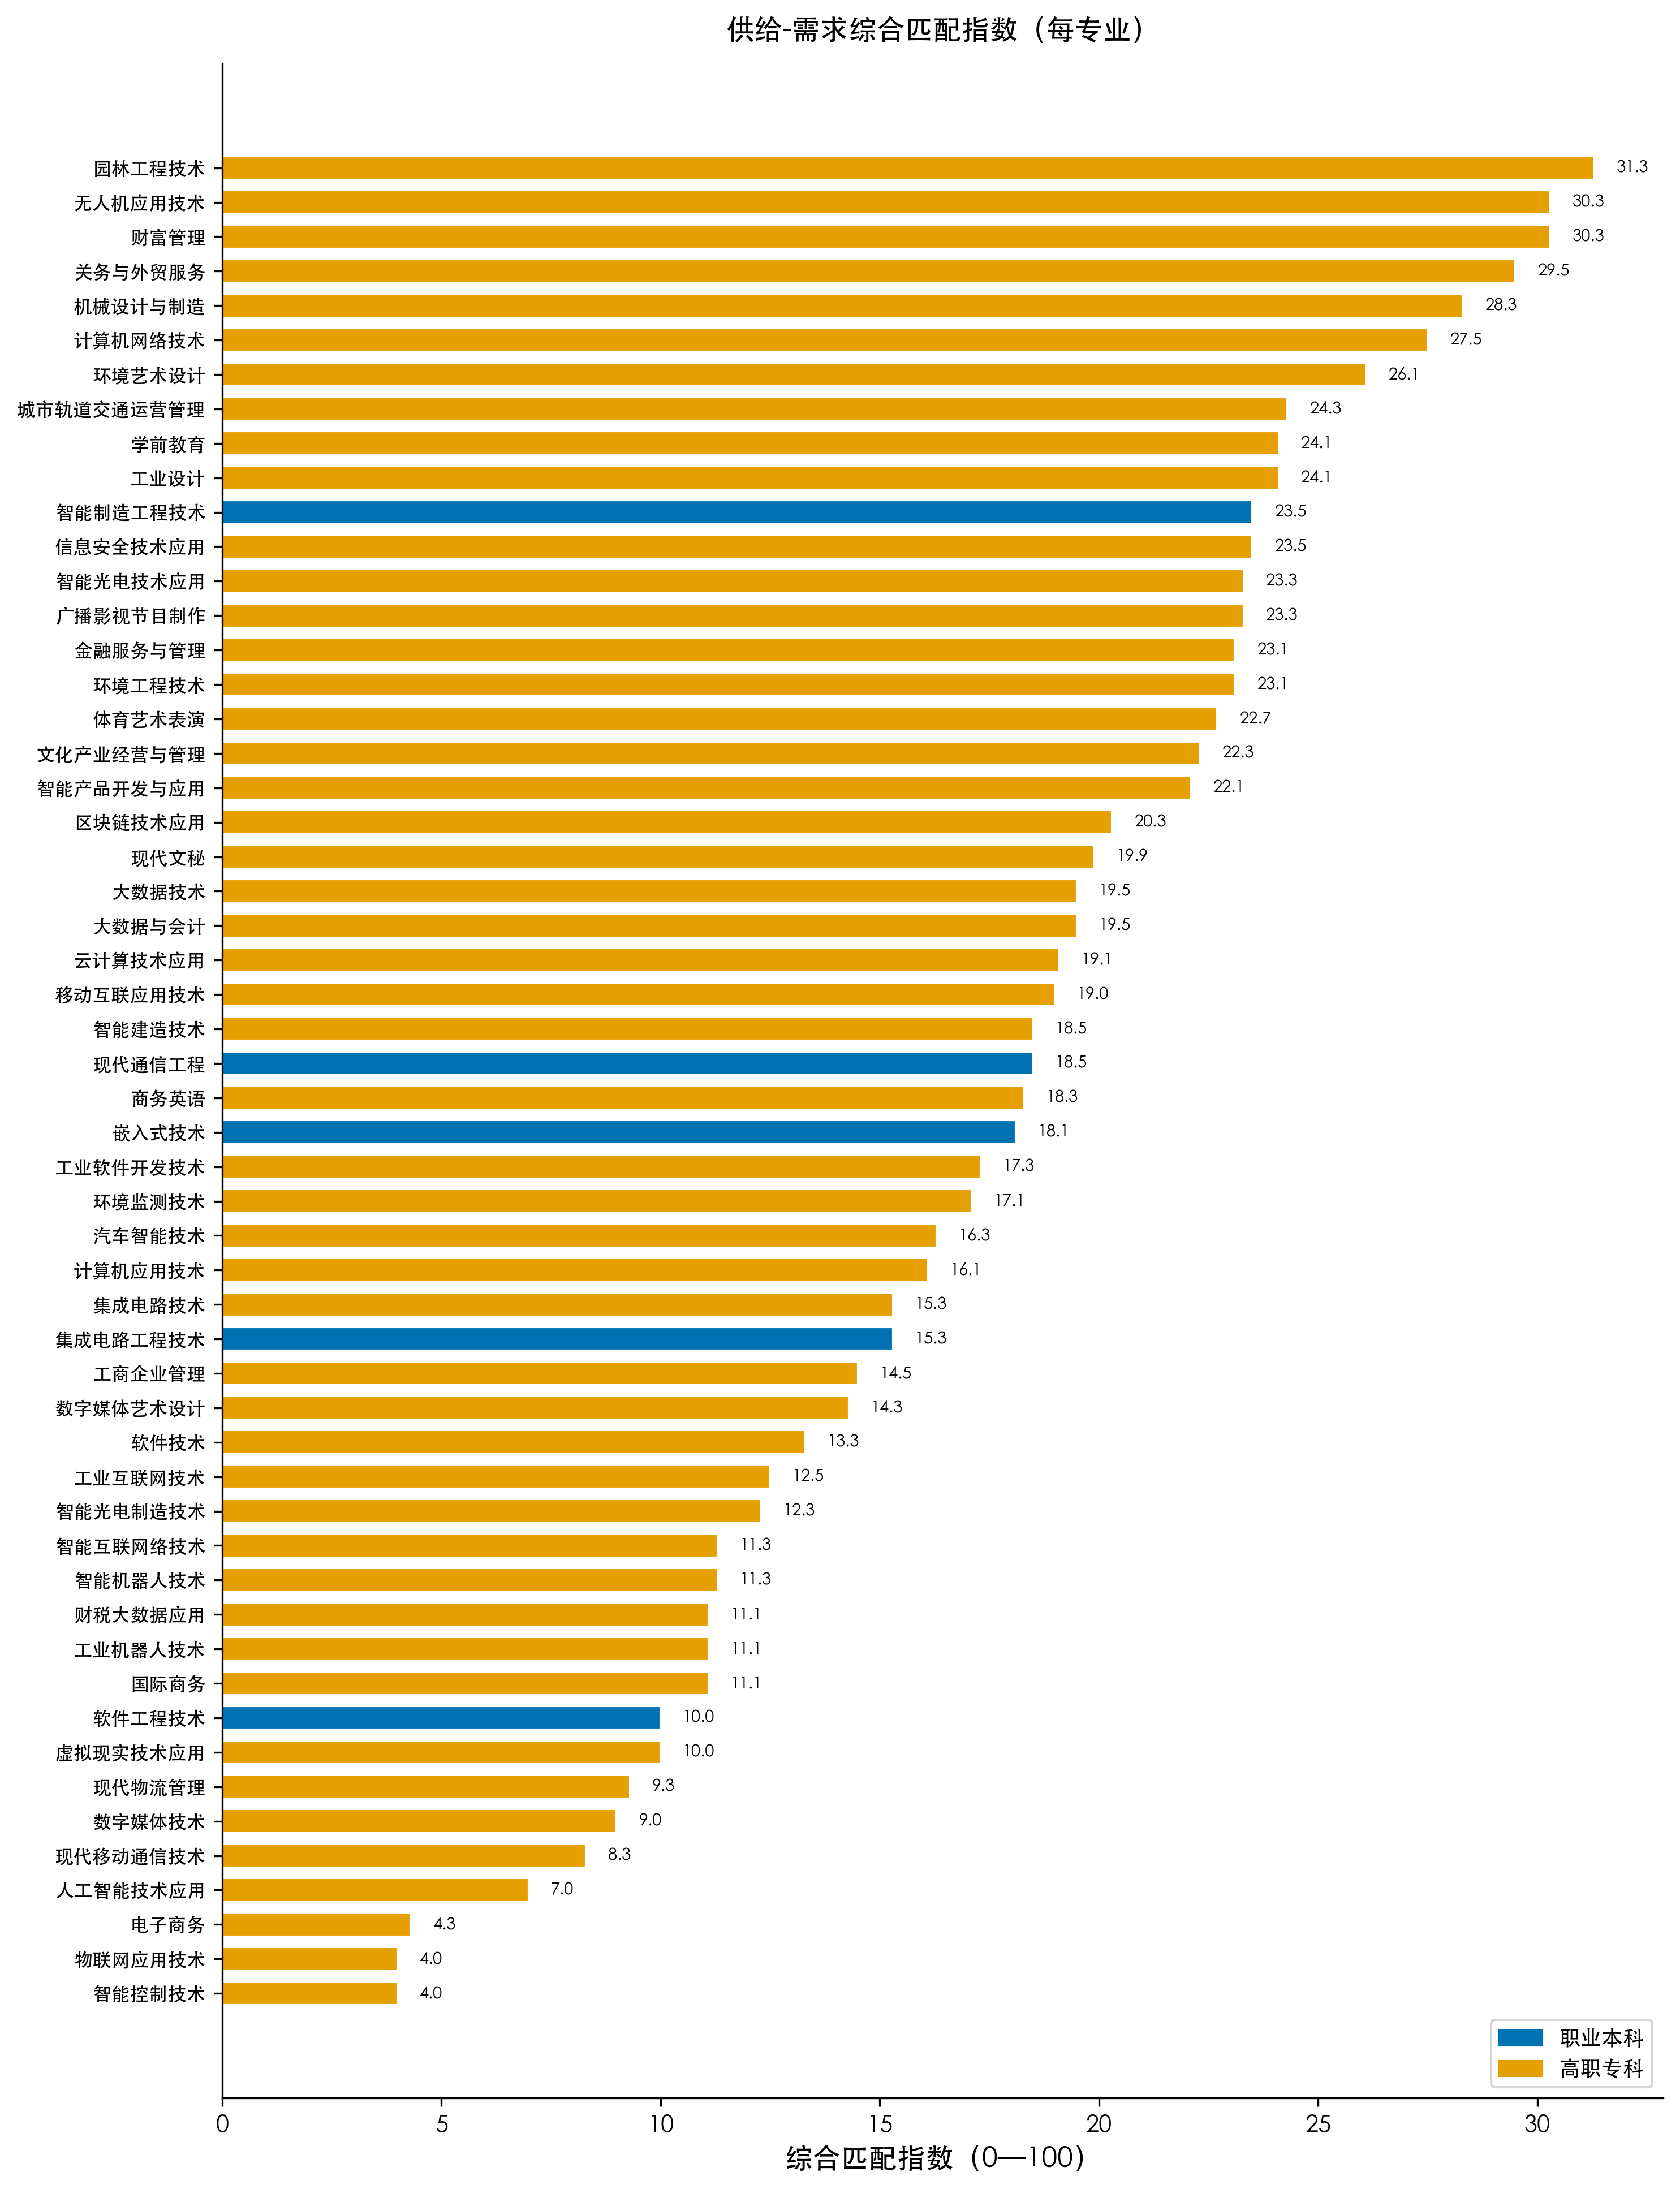 供给-需求综合匹配指数（每专业）
园林工程技术 31.3
无人机应用技术 30.3
财富管理 30.3
关务与外贸服务 29.5
机械设计与制造 28.3
计算机网络技术 27.5
环境艺术设计 26.1
城市轨道交通运营管理 24.3
学前教育 24.1
工业设计 24.1
智能制造工程技术 23.5
信息安全技术应用 23.5
智能光电技术应用 23.3
广播影视节目制作 23.3
金融服务与管理 23.1
环境工程技术 23.1
体育艺术表演 22.7
文化产业经营与管理 22.3
智能产品开发与应用 22.1
区块链技术应用 20.3
现代文秘 19.9
大数据技术 19.5
大数据与会计 19.5
云计算技术应用 19.1
移动互联应用技术 19.0
智能建造技术 18.5
现代通信工程 18.5
商务英语 18.3
嵌入式技术 18.1
工业软件开发技术 17.3
环境监测技术 17.1
汽车智能技术 16.3
计算机应用技术 16.1
集成电路技术 15.3
集成电路工程技术 15.3
工商企业管理 14.5
数字媒体艺术设计 14.3
软件技术 13.3
工业互联网技术 12.5
智能光电制造技术 12.3
智能互联网络技术 11.3
智能机器人技术 11.3
财税大数据应用 11.1
工业机器人技术 11.1
国际商务 11.1
软件工程技术 10.0
虚拟现实技术应用 10.0
现代物流管理 9.3
数字媒体技术 9.0
现代移动通信技术 8.3
人工智能技术应用 7.0
电子商务 4.3
物联网应用技术 4.0
智能控制技术 4.0
职业本科
高职专科
0 5 10 15 20 25 30
综合匹配指数（0—100）